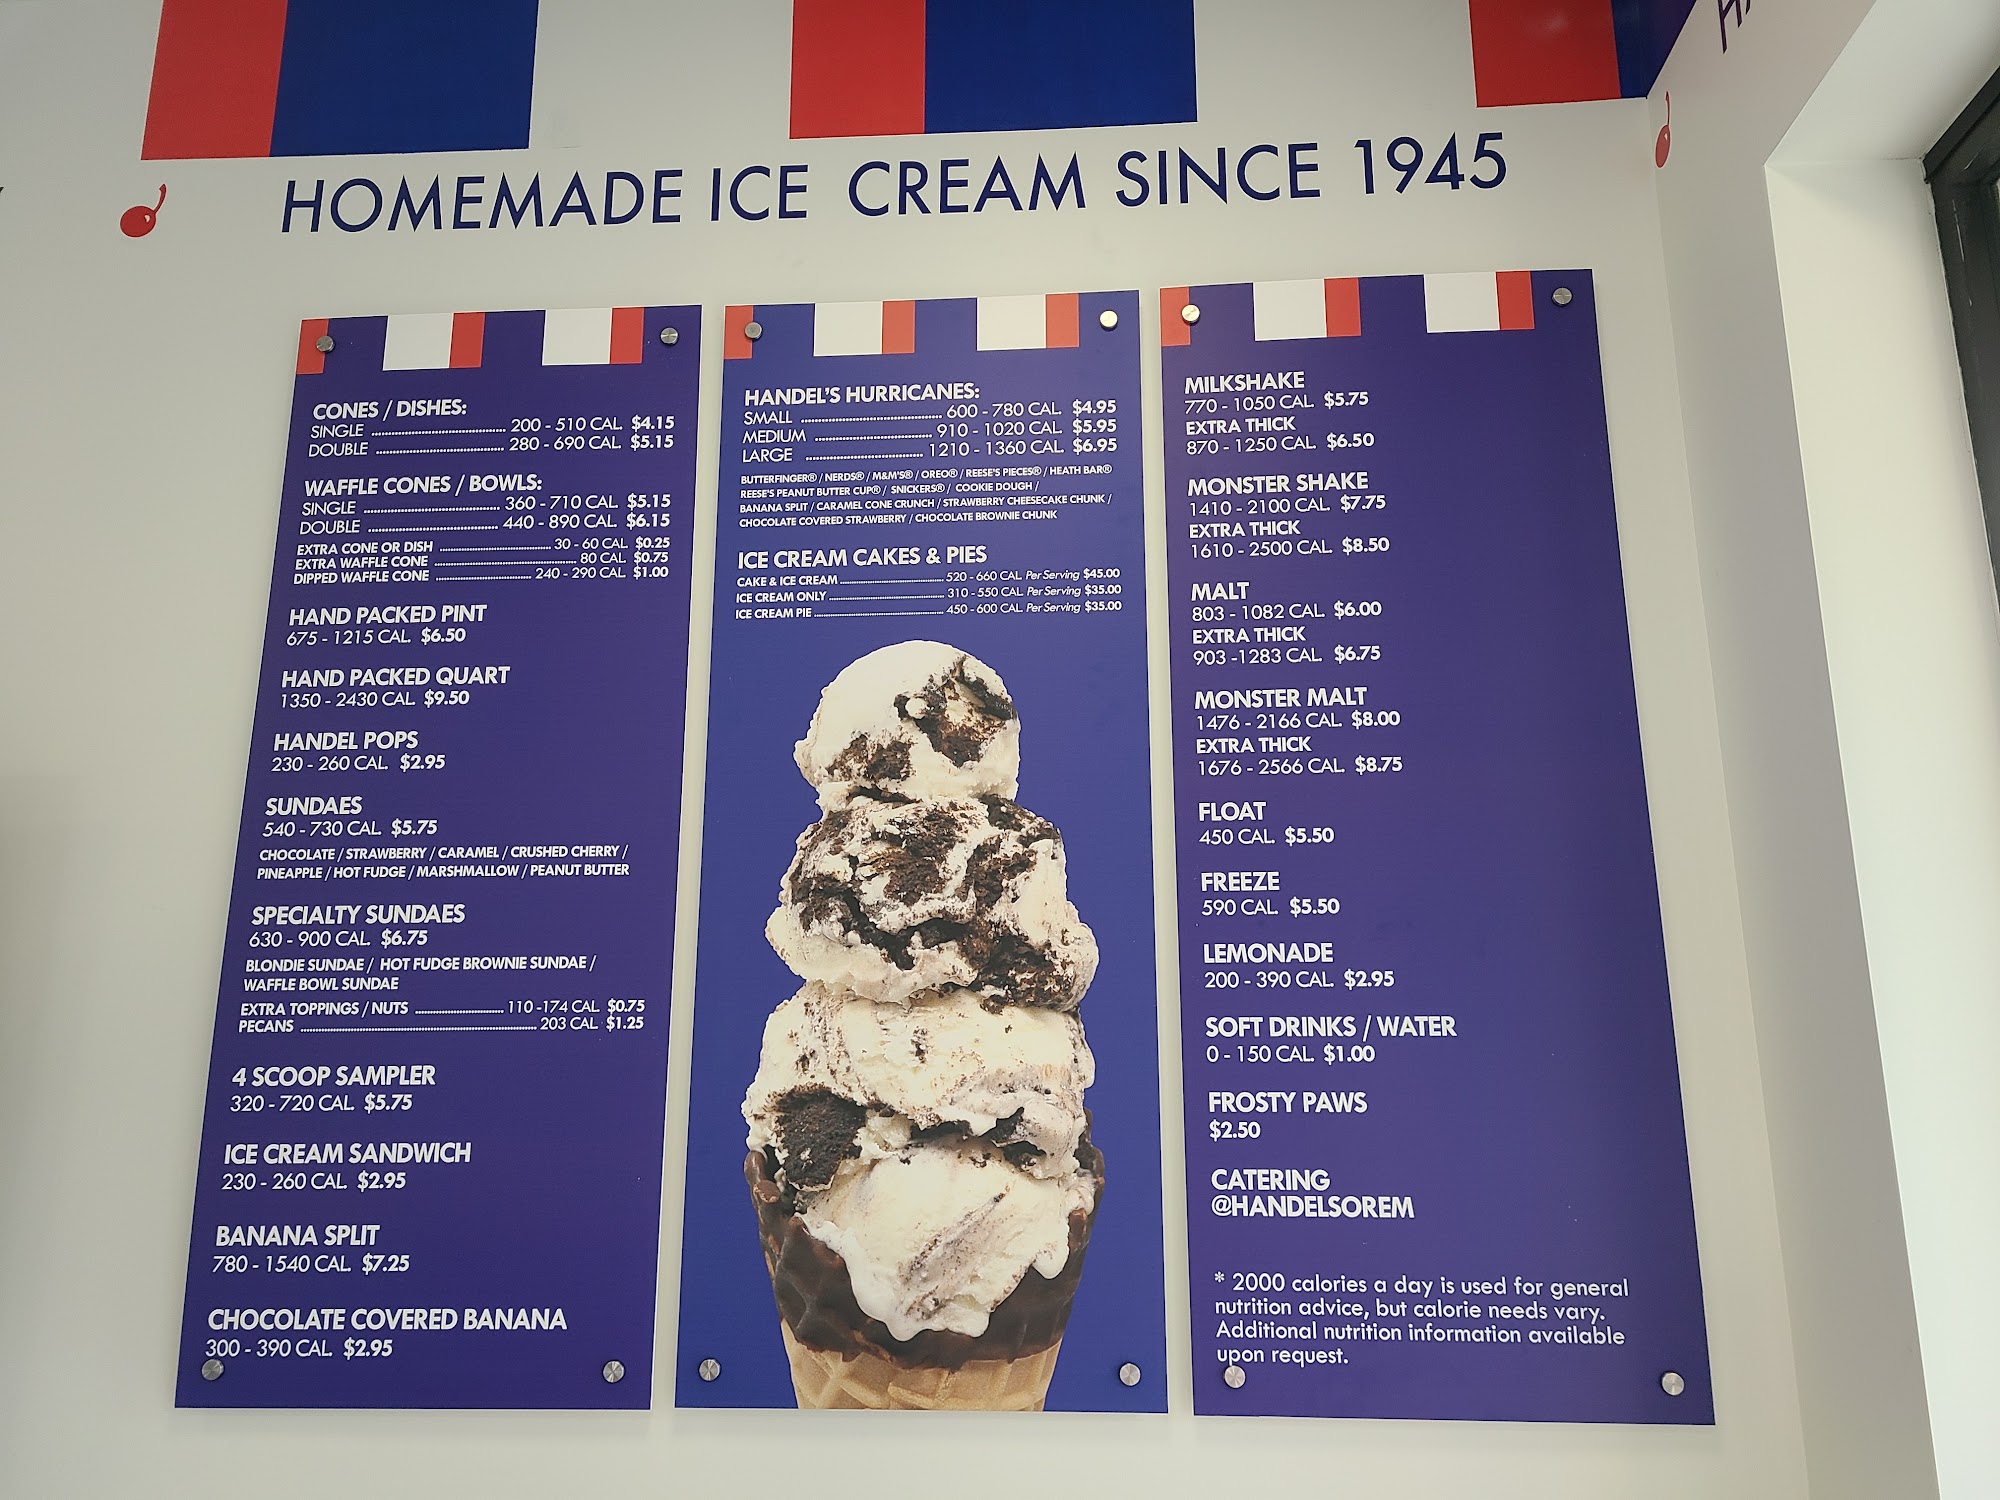 HOMEMADE ICE CREAM SINCE 1945
CONES / DISHES:
SINGLE 200 - 510 CAL. $4.15
DOUBLE 280 - 690 CAL. $5.15
WAFFLE CONES / BOWLS:
SINGLE 360 - 710 CAL. $5.15
DOUBLE 440 - 890 CAL. $6.15
EXTRA CONE OR DISH 30 - 60 CAL. $0.25
EXTRA WAFFLE CONE 80 CAL. $0.75
DIPPED WAFFLE CONE 240 - 290 CAL. $1.00
HAND PACKED PINT
675 - 1215 CAL. $6.50
HAND PACKED QUART
1350 - 2430 CAL. $9.50
HANDEL POPS
230 - 260 CAL. $2.95
SUNDAES
540 - 730 CAL. $5.75
CHOCOLATE / STRAWBERRY / CARAMEL / CRUSHED CHERRY /
PINEAPPLE / HOT FUDGE / MARSHMALLOW / PEANUT BUTTER
SPECIALTY SUNDAES
630 - 900 CAL. $6.75
BLONDIE SUNDAE / HOT FUDGE BROWNIE SUNDAE /
WAFFLE BOWL SUNDAE
EXTRA TOPPINGS / NUTS 110 -174 CAL. $0.75
PECANS 203 CAL. $1.25
4 SCOOP SAMPLER
320 - 720 CAL. $5.75
ICE CREAM SANDWICH
230 - 260 CAL. $2.95
BANANA SPLIT
780 - 1540 CAL. $7.25
CHOCOLATE COVERED BANANA
300 - 390 CAL. $2.95
HANDEL'S HURRICANES:
SMALL 600 - 780 CAL. $4.95
MEDIUM 910 - 1020 CAL. $5.95
LARGE 1210 - 1360 CAL. $6.95
BUTTERFINGER® / NERDS® / M&M'S® / OREO® / REESE'S PIECES® / HEATH BAR®
REESE'S PEANUT BUTTER CUP® / SNICKERS® / COOKIE DOUGH /
BANANA SPLIT / CARAMEL CONE CRUNCH / STRAWBERRY CHEESECAKE CHUNK /
CHOCOLATE COVERED STRAWBERRY / CHOCOLATE BROWNIE CHUNK
ICE CREAM CAKES & PIES
CAKE & ICE CREAM 520 - 660 CAL. Per Serving $45.00
ICE CREAM ONLY 310 - 550 CAL. Per Serving $35.00
ICE CREAM PIE 450 - 600 CAL. Per Serving $35.00
MILKSHAKE
770 - 1050 CAL. $5.75
EXTRA THICK
870 - 1250 CAL. $6.50
MONSTER SHAKE
1410 - 2100 CAL. $7.75
EXTRA THICK
1610 - 2500 CAL. $8.50
MALT
803 - 1082 CAL. $6.00
EXTRA THICK
903 -1283 CAL. $6.75
MONSTER MALT
1476 - 2166 CAL. $8.00
EXTRA THICK
1676 - 2566 CAL. $8.75
FLOAT
450 CAL. $5.50
FREEZE
590 CAL. $5.50
LEMONADE
200 - 390 CAL. $2.95
SOFT DRINKS / WATER
0 - 150 CAL. $1.00
FROSTY PAWS
$2.50
CATERING
@HANDELSOREM
* 2000 calories a day is used for general
nutrition advice, but calorie needs vary.
Additional nutrition information available
upon request.